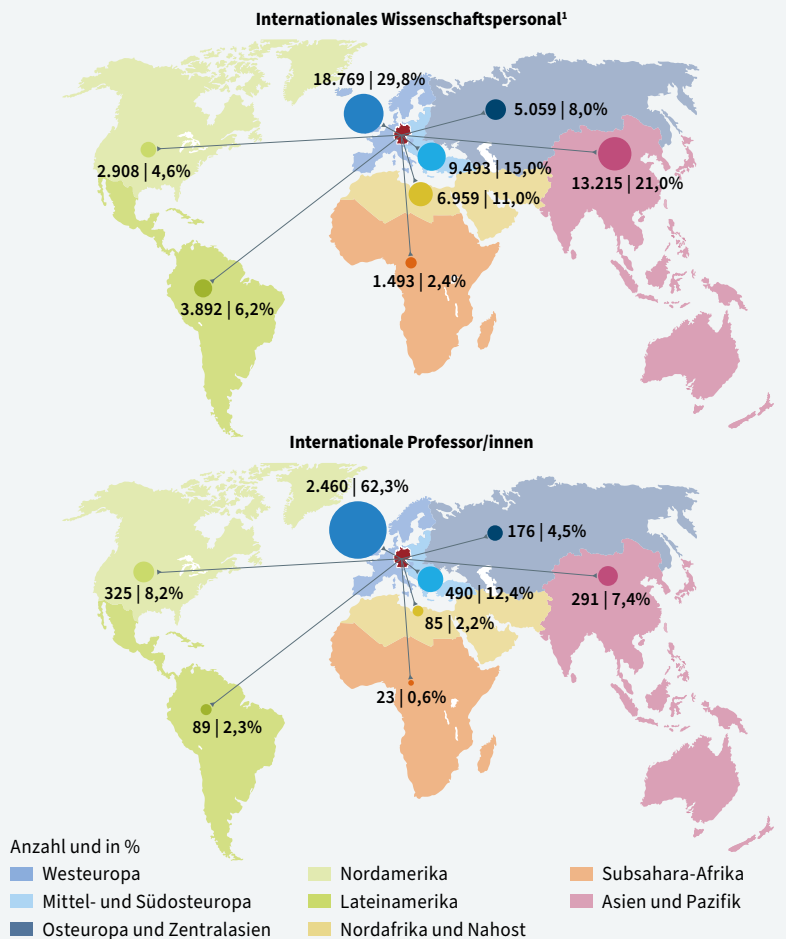 Internationales Wissenschaftspersonal¹
18.769 | 29,8%
5.059 | 8,0%
2.908 | 4,6%
9.493 | 15,0%
13.215 | 21,0%
6.959 | 11,0%
1.493 | 2,4%
3.892 | 6,2%
Internationale Professor/innen
2.460 | 62,3%
176 | 4,5%
325 | 8,2%
490 | 12,4%
291 | 7,4%
85 | 2,2%
23 | 0,6%
89 | 2,3%
Anzahl und in %
Westeuropa
Mittel- und Südosteuropa
Osteuropa und Zentralasien
Nordamerika
Lateinamerika
Nordafrika und Nahost
Subsahara-Afrika
Asien und Pazifik